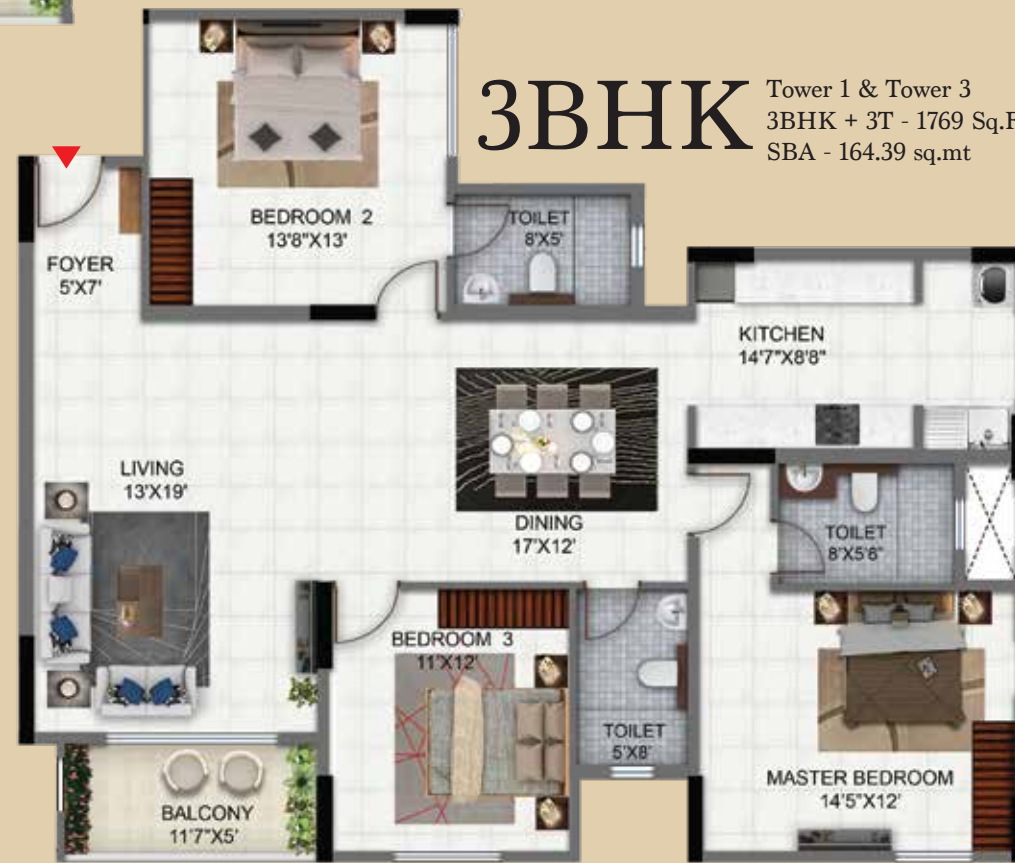 3BHK
Tower 1 & Tower 3
3BHK + 3T - 1769 Sq.F
SBA - 164.39 sq.mt
BEDROOM 2
13'8"X13'
TOILET
8'X5'
FOYER
5'X7'
KITCHEN
14'7"X8'8"
LIVING
13'X19'
DINING
17'X12'
TOILET
8'X5'6"
BEDROOM 3
11'X12'
TOILET
5'X8'
MASTER BEDROOM
14'5"X12'
BALCONY
11'7"X5'